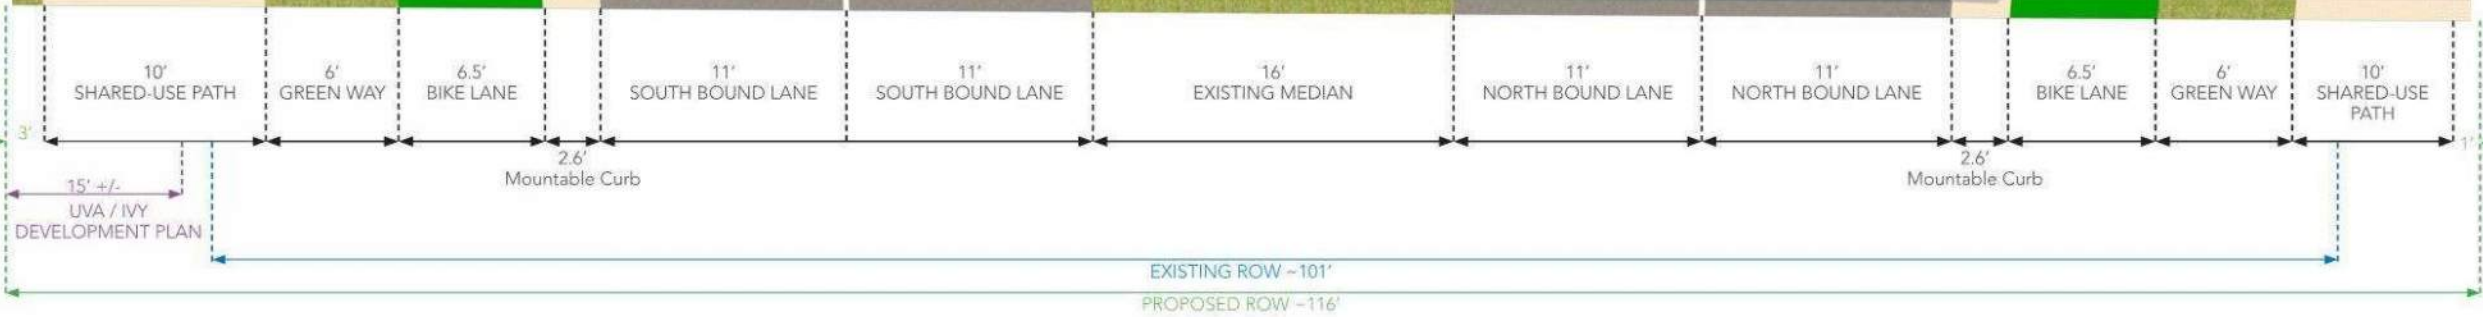 10'
SHARED-USE PATH
6'
GREEN WAY
6.5'
BIKE LANE
11'
SOUTH BOUND LANE
11'
SOUTH BOUND LANE
16'
EXISTING MEDIAN
11'
NORTH BOUND LANE
11'
NORTH BOUND LANE
6.5'
BIKE LANE
6'
GREEN WAY
10'
SHARED-USE
PATH
3'
1'
2.6'
Mountable Curb
2.6'
Mountable Curb
15' +/-
UVA / IVY
DEVELOPMENT PLAN
EXISTING ROW ~101'
PROPOSED ROW ~116'